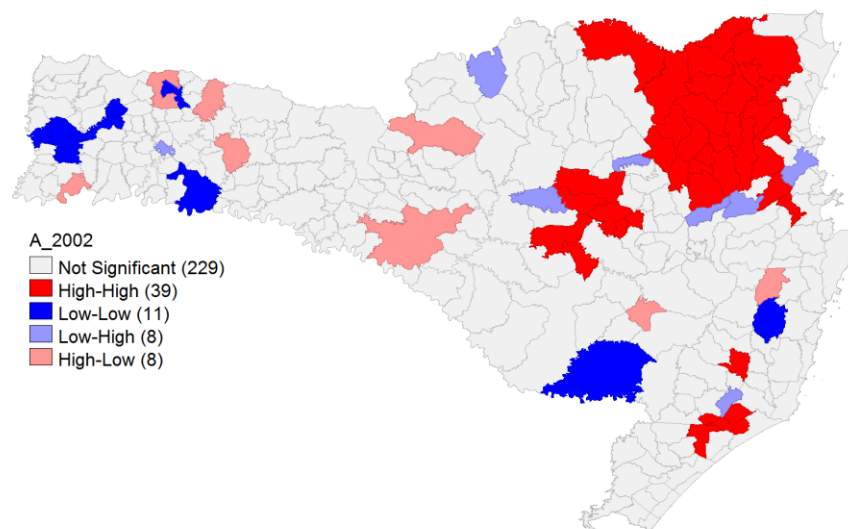 A_2002
Not Significant (229)
High-High (39)
Low-Low (11)
Low-High (8)
High-Low (8)